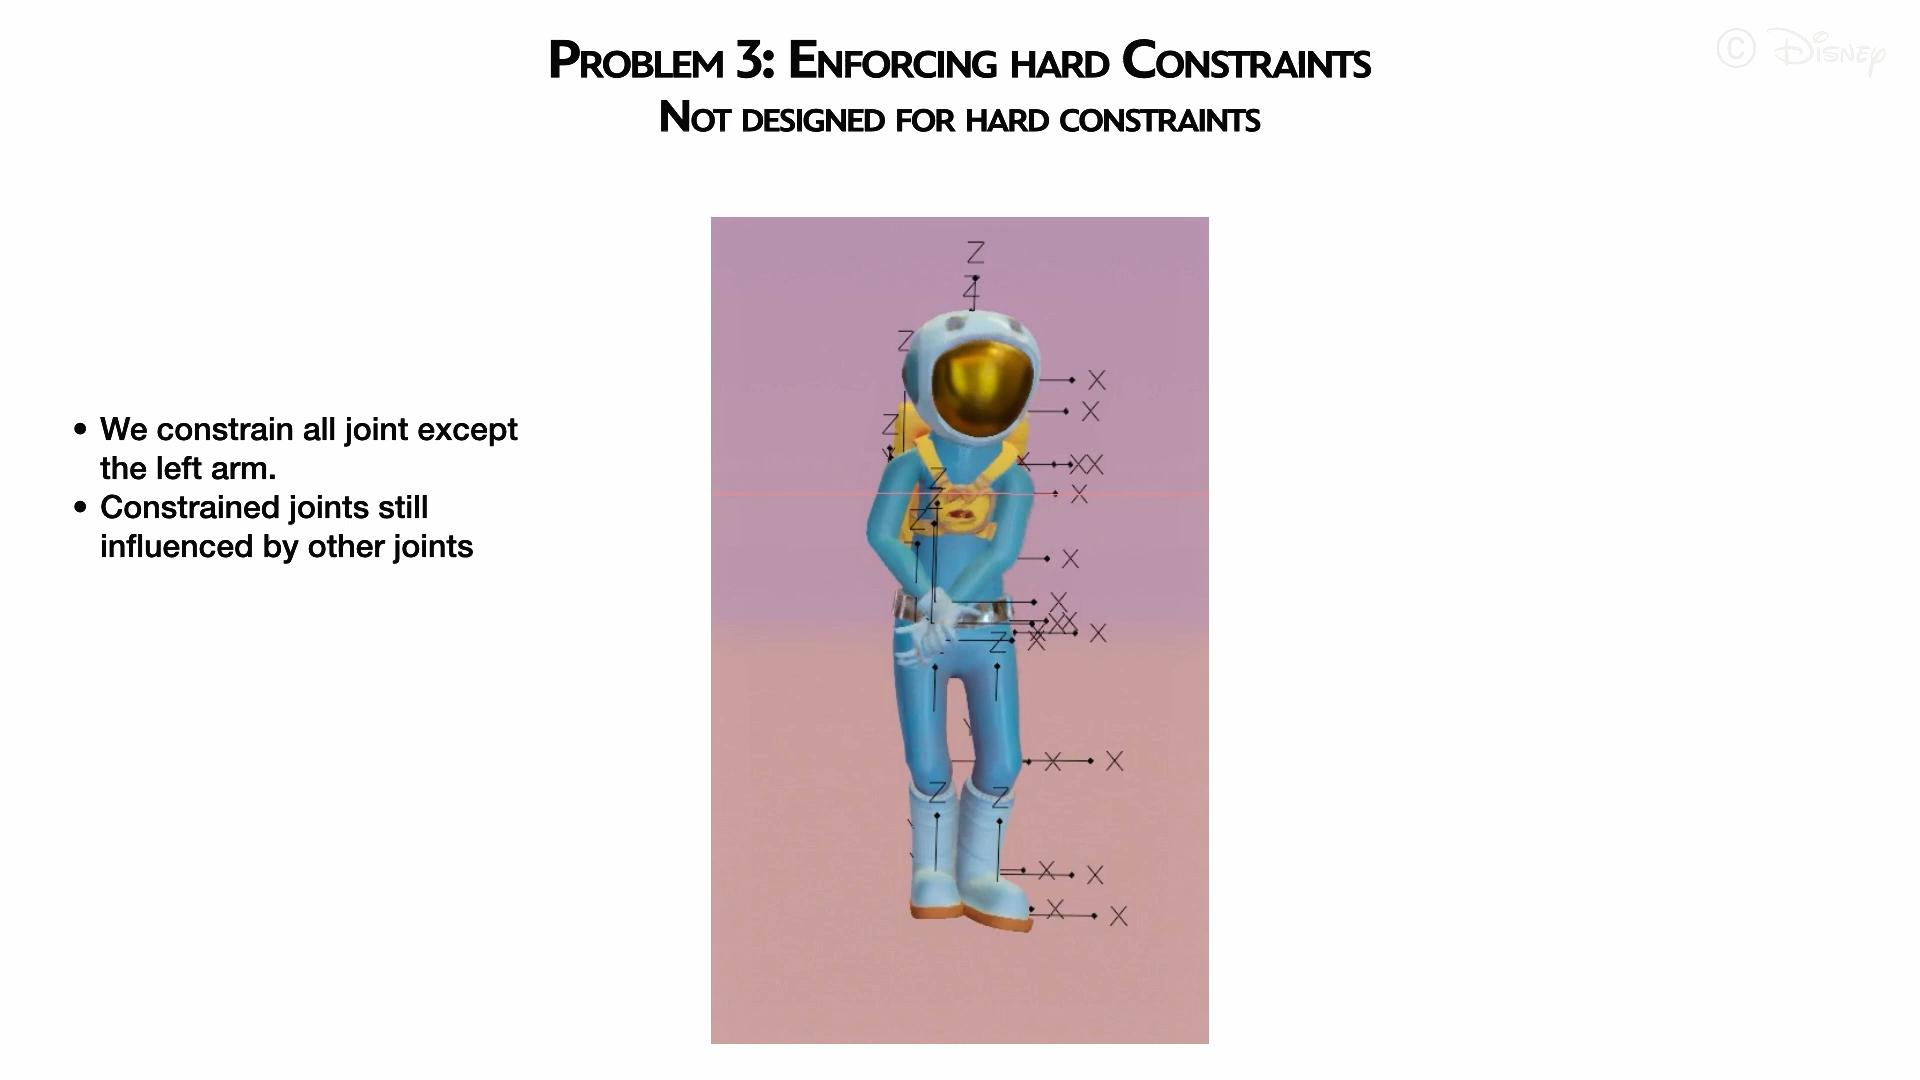 Problem 3: Enforcing hard Constraints
Not designed for hard constraints
© Disney
• We constrain all joint except
the left arm.
• Constrained joints still
influenced by other joints
Z
Z
Z
X
X
Z
X
XX
Z
Z
X
Z
X
X
X
X
X
X
X
Z
Y
X
X
Z
Z
X
X
X
X